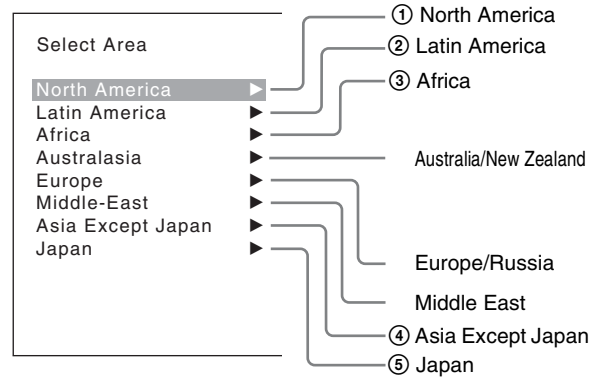 Select Area
North America ▶
Latin America ▶
Africa ▶
Australasia ▶
Europe ▶
Middle-East ▶
Asia Except Japan ▶
Japan ▶
① North America
② Latin America
③ Africa
Australia/New Zealand
Europe/Russia
Middle East
④ Asia Except Japan
⑤ Japan